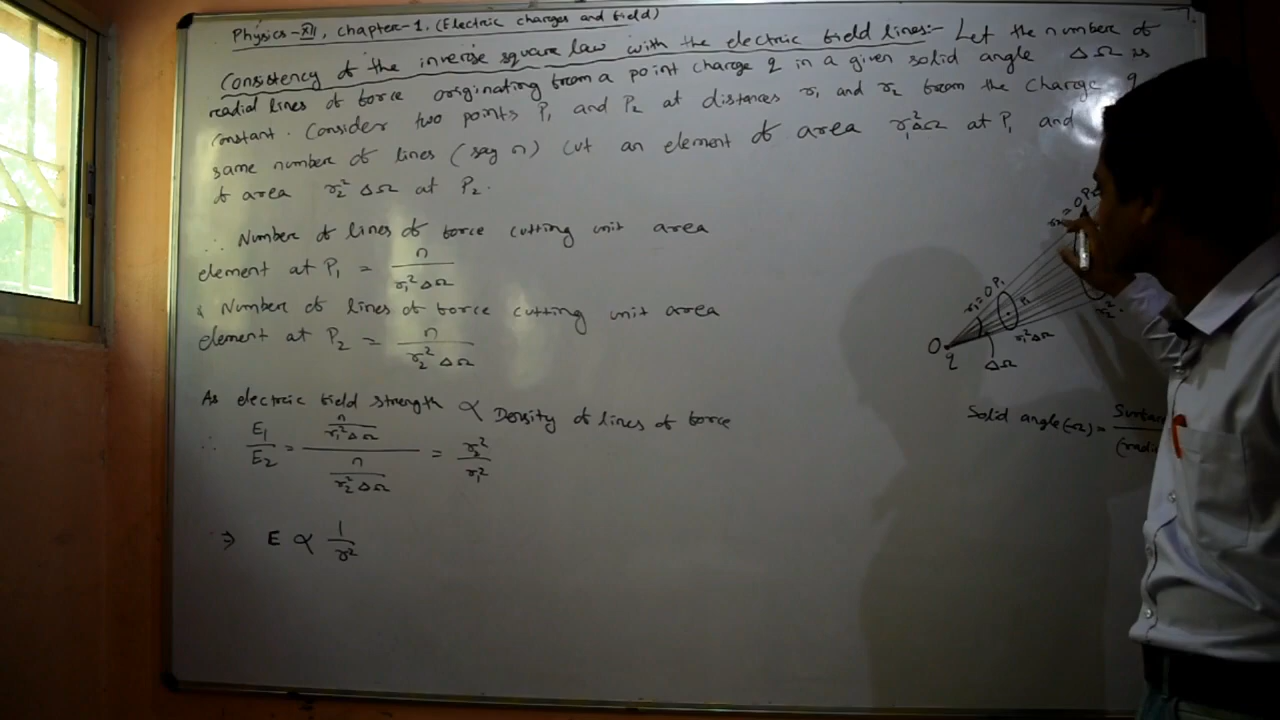 Physics-XII, chapter-1, (Electric charges and field)
Consistency of the inverse square law with the electric field lines:- Let the number of
radial lines of force originating from a point charge q in a given solid angle ΔΩ is
constant. Consider two points P₁ and P₂ at distances r₁ and r₂ from the charge q
same number of lines (say n) cut an element of area r₁²ΔΩ at P₁ and
of area r₂² ΔΩ at P₂.
∴ Number of lines of force cutting unit area
element at P₁ = n / r₁²ΔΩ
& Number of lines of force cutting unit area
element at P₂ = n / r₂²ΔΩ
As electric field strength ∝ Density of lines of force
∴ E₁/E₂ = (n / r₁²ΔΩ) / (n / r₂²ΔΩ) = r₂²/r₁²
⇒ E ∝ 1/r²
= OP₂
r₁ = OP₁
P₁
r₂²
r₁²ΔΩ
O
q
ΔΩ
Solid angle(Ω) =